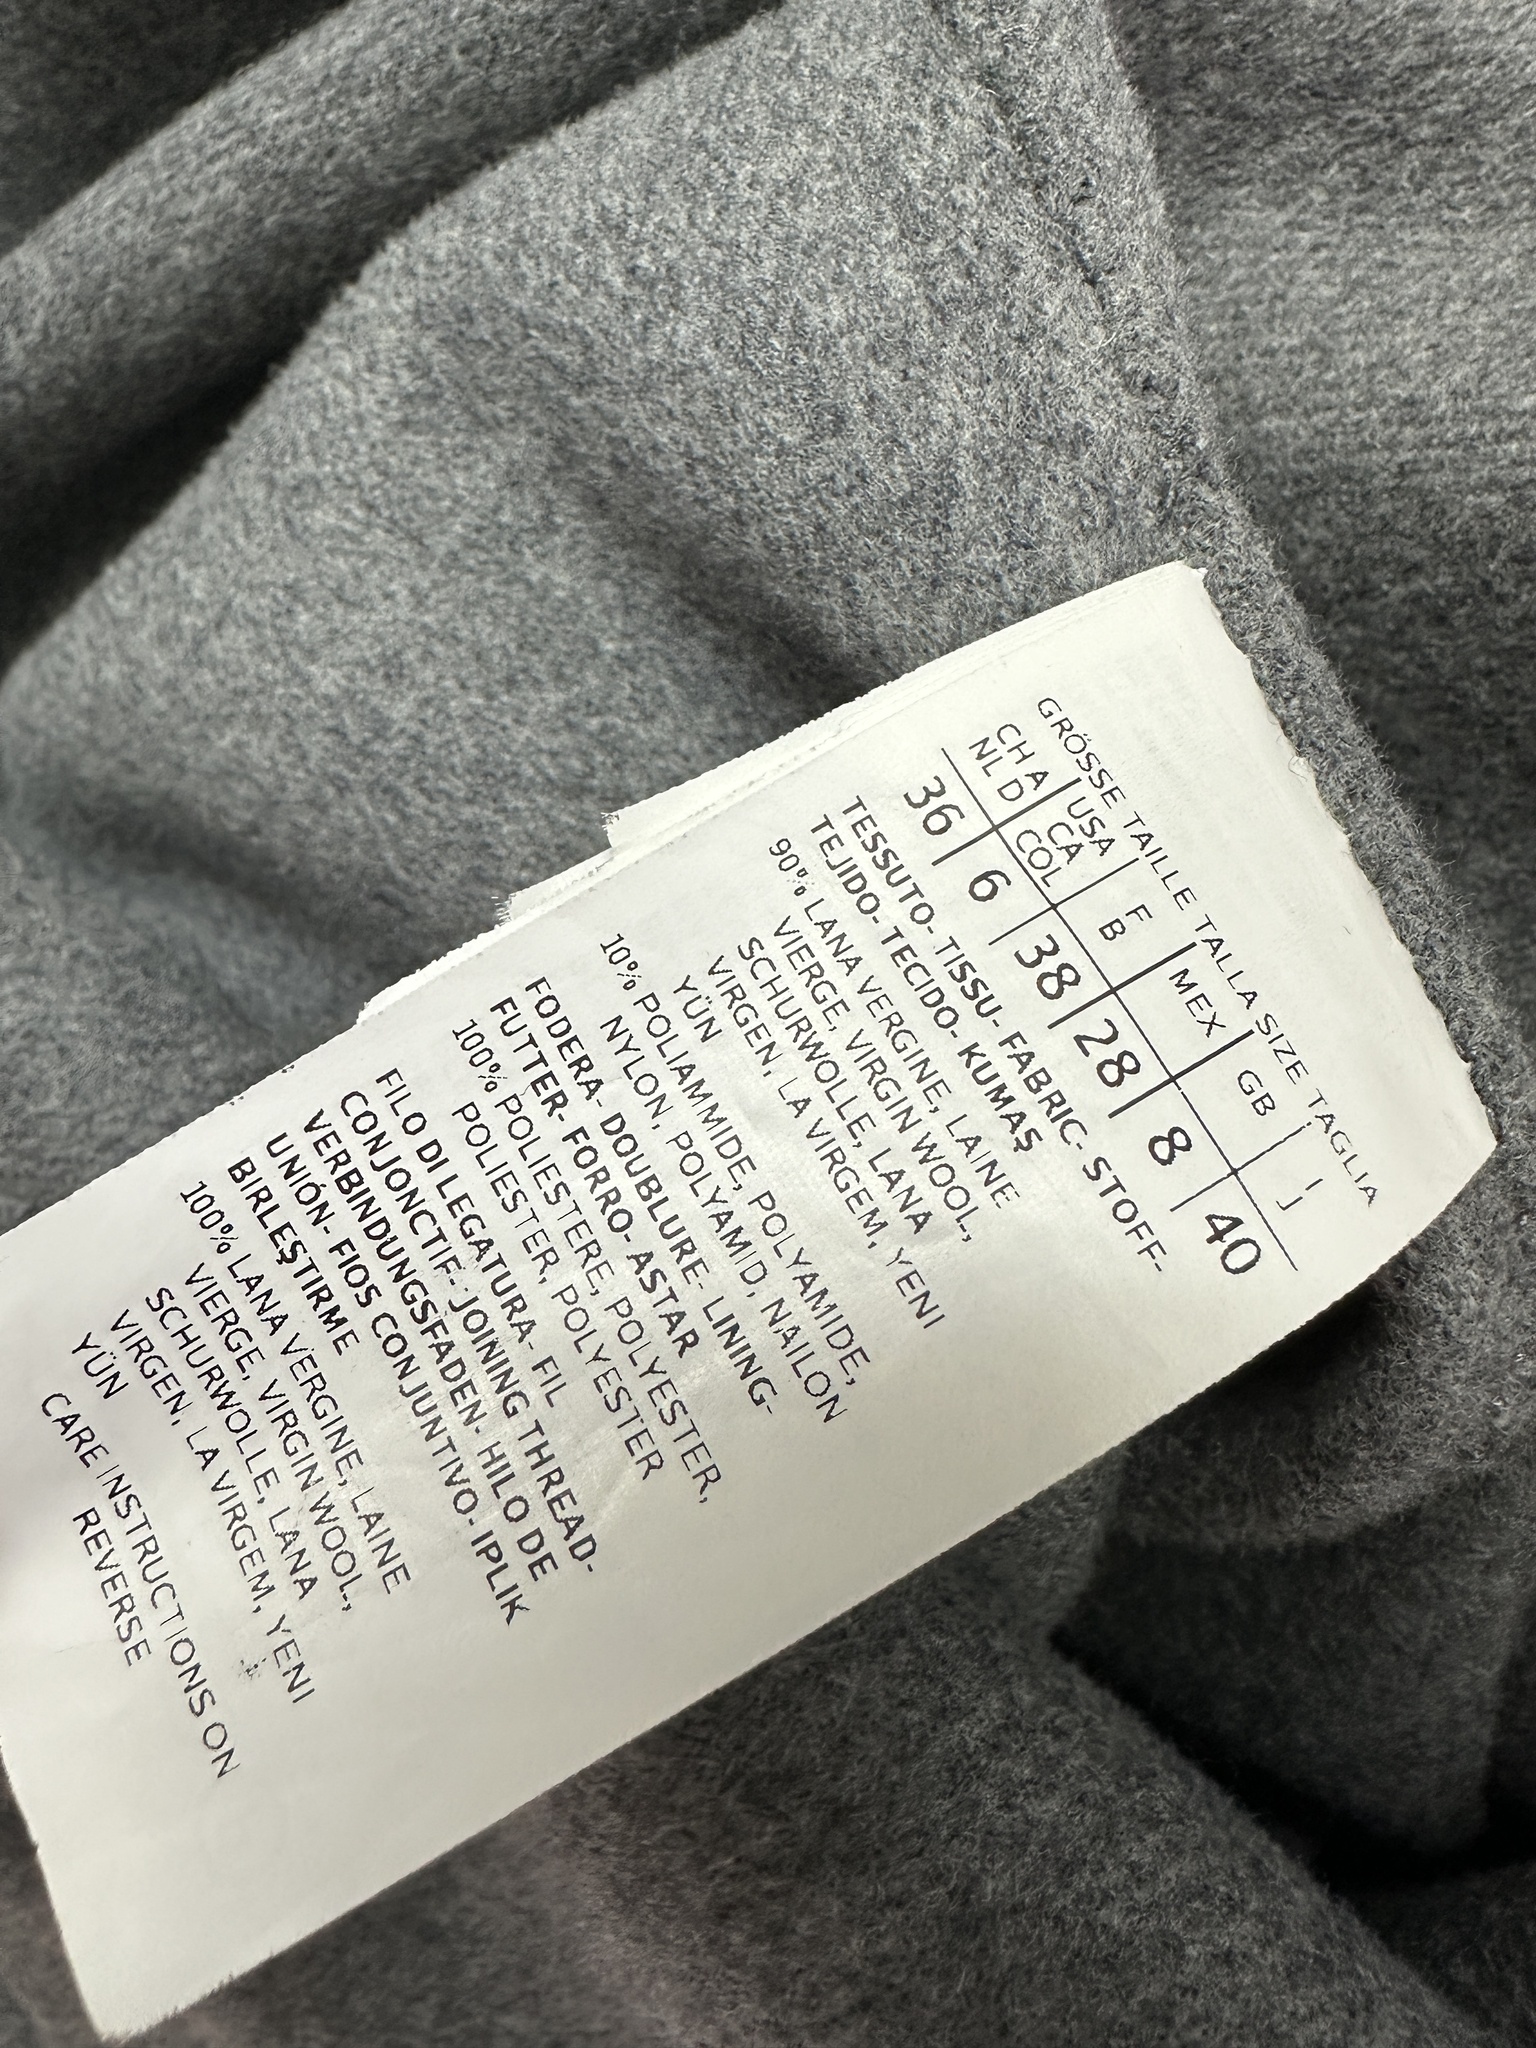 GRÖSSE TAILLE TALLA SIZE TAGLIA
CH A USA F MEX GB I
NL D CA B J
COL
36 6 38 28 8 40
TESSUTO- TISSU- FABRIC- STOFF-
TEJIDO- TECIDO- KUMAŞ
90% LANA VERGINE, LAINE
VIERGE, VIRGIN WOOL,
SCHURWOLLE, LANA
VIRGEN, LA VIRGEM, YENI
YÜN
10% POLIAMMIDE, POLYAMIDE,
NYLON, POLYAMID, NAILON
FODERA- DOUBLURE- LINING-
FUTTER- FORRO- ASTAR
100% POLIESTERE, POLYESTER,
POLIESTER, POLYESTER
FILO DI LEGATURA- FIL
CONJONCTIF- JOINING THREAD-
VERBINDUNGSFADEN- HILO DE
UNIÓN- FIOS CONJUNTIVO- IPLIK
BIRLEŞTIRME
100% LANA VERGINE, LAINE
VIERGE, VIRGIN WOOL,
SCHURWOLLE, LANA
VIRGEN, LA VIRGEM, YENI
YÜN
CARE INSTRUCTIONS ON
REVERSE